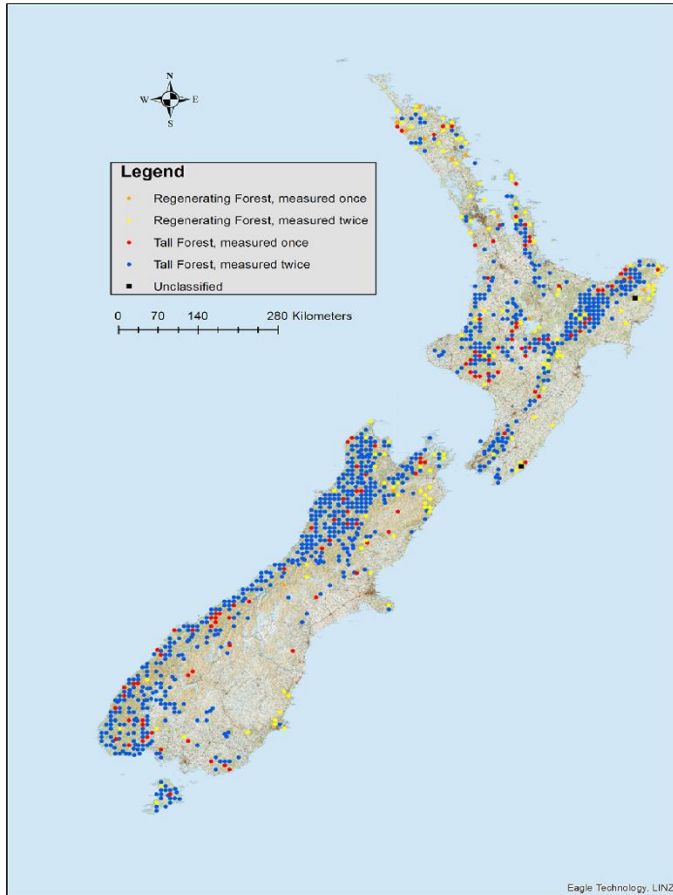 N
W E
S
Legend
Regenerating Forest, measured once
Regenerating Forest, measured twice
Tall Forest, measured once
Tall Forest, measured twice
Unclassified
0 70 140 280 Kilometers
Eagle Technology, LINZ